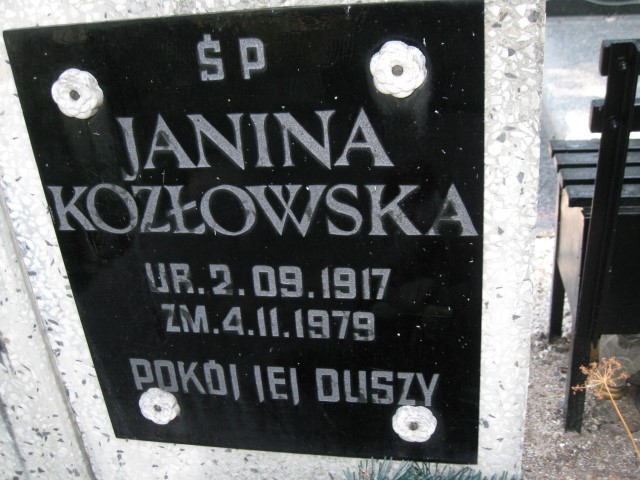 ŚP
JANINA
KOZŁOWSKA
UR. 2.09.1917
ZM. 4.11.1979
POKÓJ JEJ DUSZY